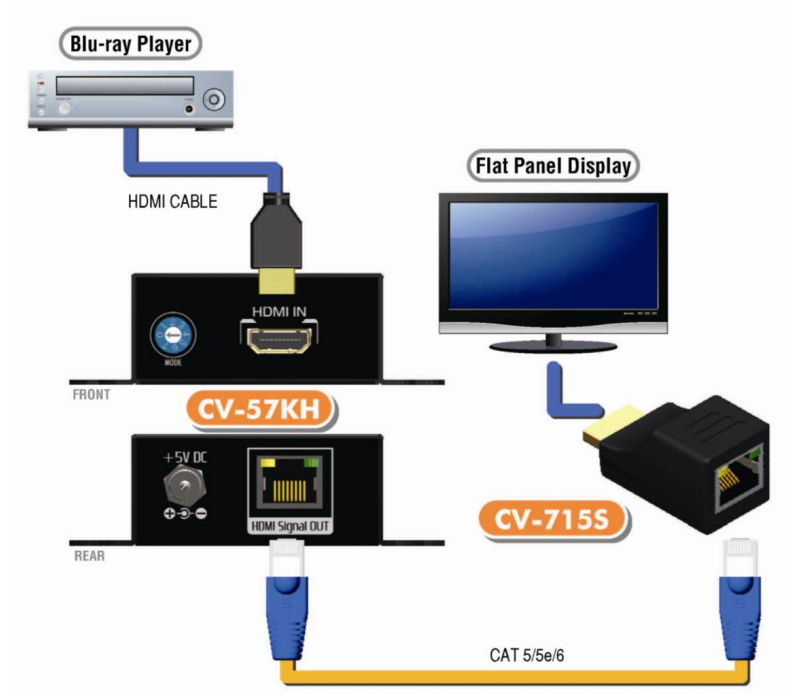 Blu-ray Player
HDMI CABLE
Flat Panel Display
HDMI IN
MODE
FRONT
CV-57KH
+5V DC
HDMI Signal OUT
REAR
CV-715S
CAT 5/5e/6